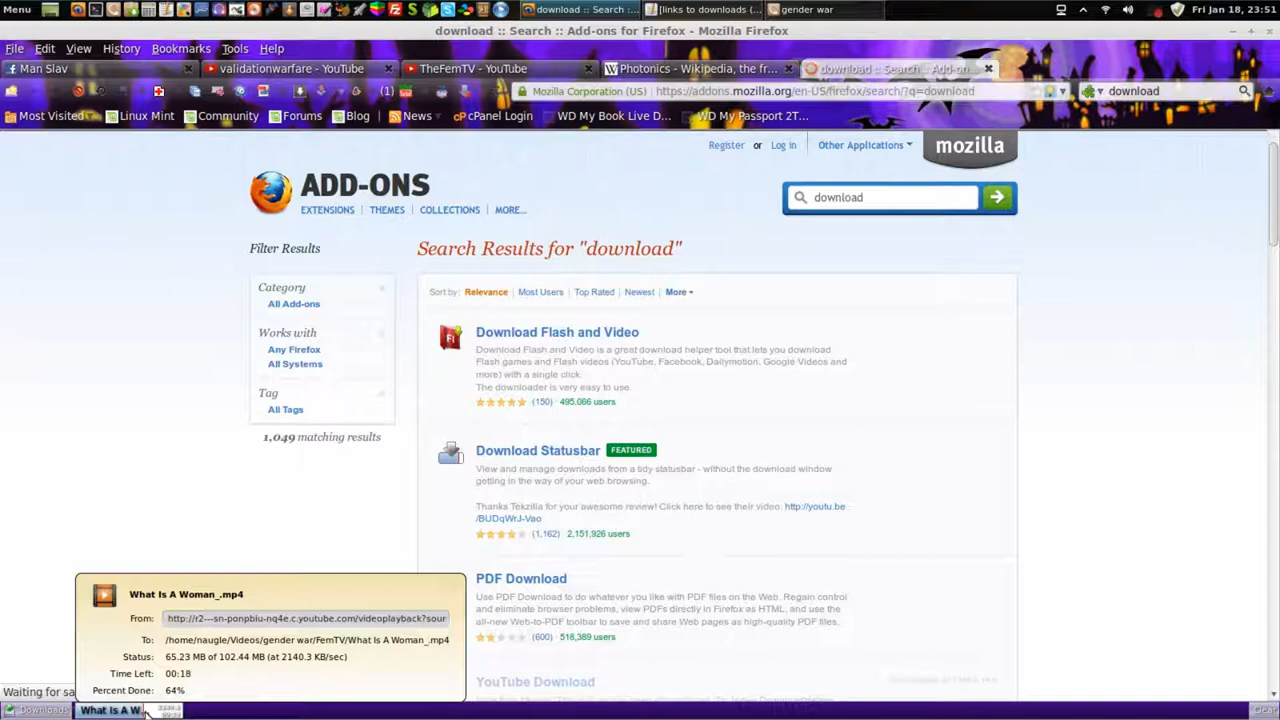 Menu
download :: Search :...
[links to downloads (...
gender war
Fri Jan 18, 23:51
download :: Search :: Add-ons for Firefox - Mozilla Firefox
File Edit View History Bookmarks Tools Help
Man Slav
validationwarfare - YouTube
TheFemTV - YouTube
Photonics - Wikipedia, the fr...
download :: Search :: Add-on...
(1)
Mozilla Corporation (US)
https://addons.mozilla.org/en-US/firefox/search/?q=download
download
Most Visited
Linux Mint
Community
Forums
Blog
News
cPanel Login
WD My Book Live D...
WD My Passport 2T...
Register or Log in
Other Applications
mozilla
ADD-ONS
EXTENSIONS | THEMES | COLLECTIONS | MORE...
download
Filter Results
Search Results for "download"
Category
All Add-ons
Works with
Any Firefox
All Systems
Tag
All Tags
1,049 matching results
Sort by: Relevance Most Users Top Rated Newest More
Download Flash and Video
Download Flash and Video is a great download helper tool that lets you download
Flash games and Flash videos (YouTube, Facebook, Dailymotion, Google Videos and
more) with a single click.
The downloader is very easy to use.
(150) · 495,066 users
Download Statusbar FEATURED
View and manage downloads from a tidy statusbar - without the download window
getting in the way of your web browsing.
Thanks Tekzilla for your awesome review! Click here to see their video: http://youtu.be
/BUDqWrJ-Vao
(1,162) 2,151,926 users
PDF Download
Use PDF Download to do whatever you like with PDF files on the Web. Regain control
and eliminate browser problems, view PDFs directly in Firefox as HTML, and use the
all-new Web-to-PDF toolbar to save and share Web pages as high-quality PDF files.
(600) · 518,389 users
YouTube Download
What Is A Woman_.mp4
From: http://r2---sn-ponpbiu-nq4e.c.youtube.com/videoplayback?sour
To: /home/naugle/Videos/gender war/FemTV/What Is A Woman_.mp4
Status: 65.23 MB of 102.44 MB (at 2140.3 KB/sec)
Time Left: 00:18
Percent Done: 64%
Waiting for sa
Downloads
What Is A W
Clear